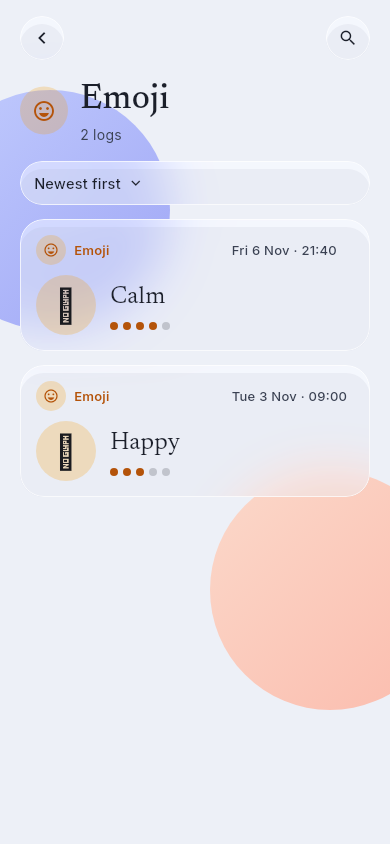 Emoji
2 logs
Newest first
Emoji
Fri 6 Nov · 21:40
NO GLYPH
Calm
Emoji
Tue 3 Nov · 09:00
NO GLYPH
Happy